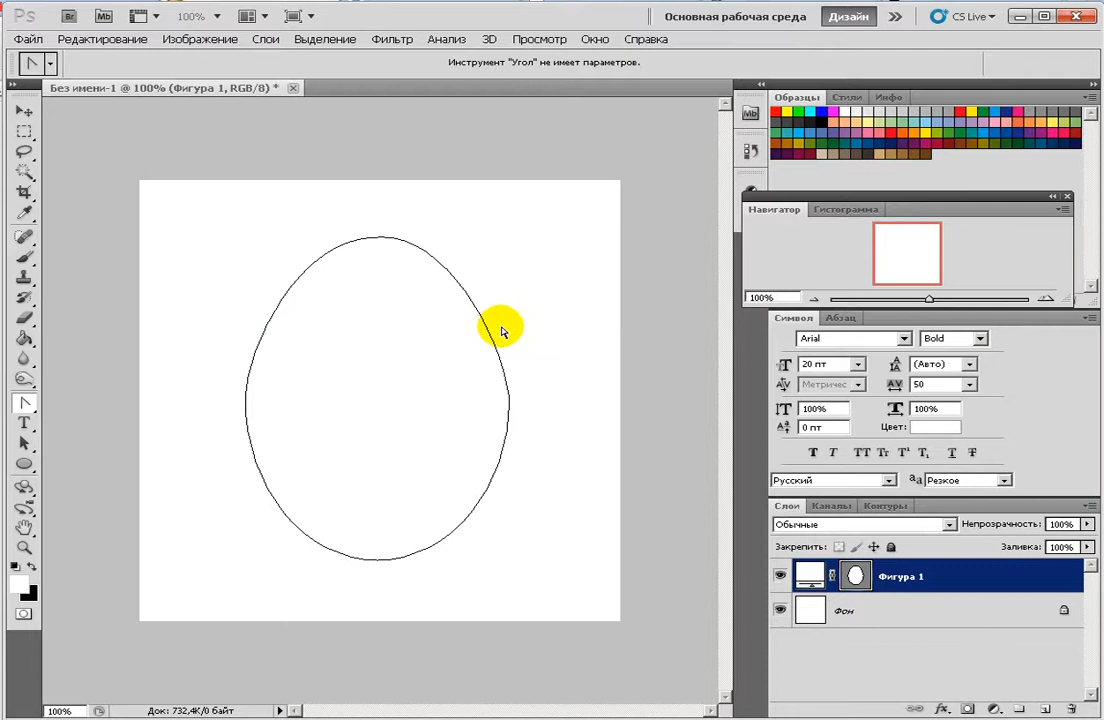 Ps Br Mb 100% Основная рабочая среда Дизайн CS Live
Файл Редактирование Изображение Слои Выделение Фильтр Анализ 3D Просмотр Окно Справка
Инструмент "Угол" не имеет параметров.
Без имени-1 @ 100% (Фигура 1, RGB/8) *
Образцы Стили Инфо
Mb
Навигатор Гистограмма
100%
Символ Абзац
Arial Bold
20 пт (Авто)
Метричес 50
100% 100%
0 пт Цвет:
T T TT Tт T¹ T₁ T T
Русский aа Резкое
Слои Каналы Контуры
Обычные Непрозрачность: 100%
Закрепить: Заливка: 100%
Фигура 1
Фон
100% Док: 732,4K/0 байт